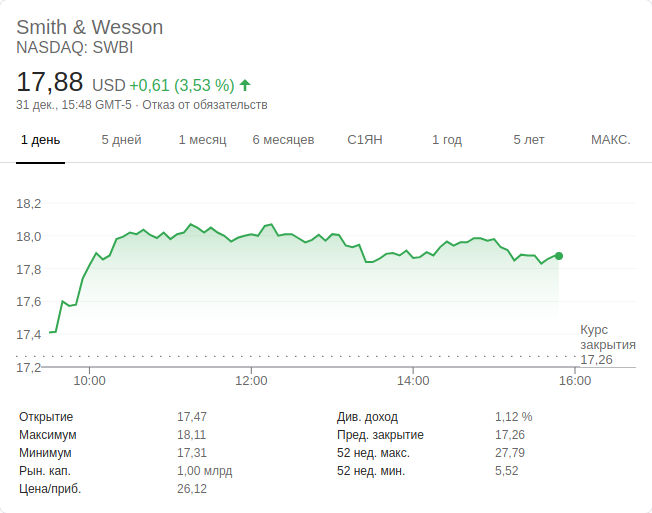 Smith & Wesson
NASDAQ: SWBI
17,88 USD +0,61 (3,53 %)
31 дек., 15:48 GMT-5 · Отказ от обязательств
1 день 5 дней 1 месяц 6 месяцев С1ЯН 1 год 5 лет МАКС.
18,2
18,0
17,8
17,6
17,4
17,2
Курс
закрытия
17,26
10:00 12:00 14:00 16:00
Открытие 17,47 Див. доход 1,12 %
Максимум 18,11 Пред. закрытие 17,26
Минимум 17,31 52 нед. макс. 27,79
Рын. кап. 1,00 млрд 52 нед. мин. 5,52
Цена/приб. 26,12